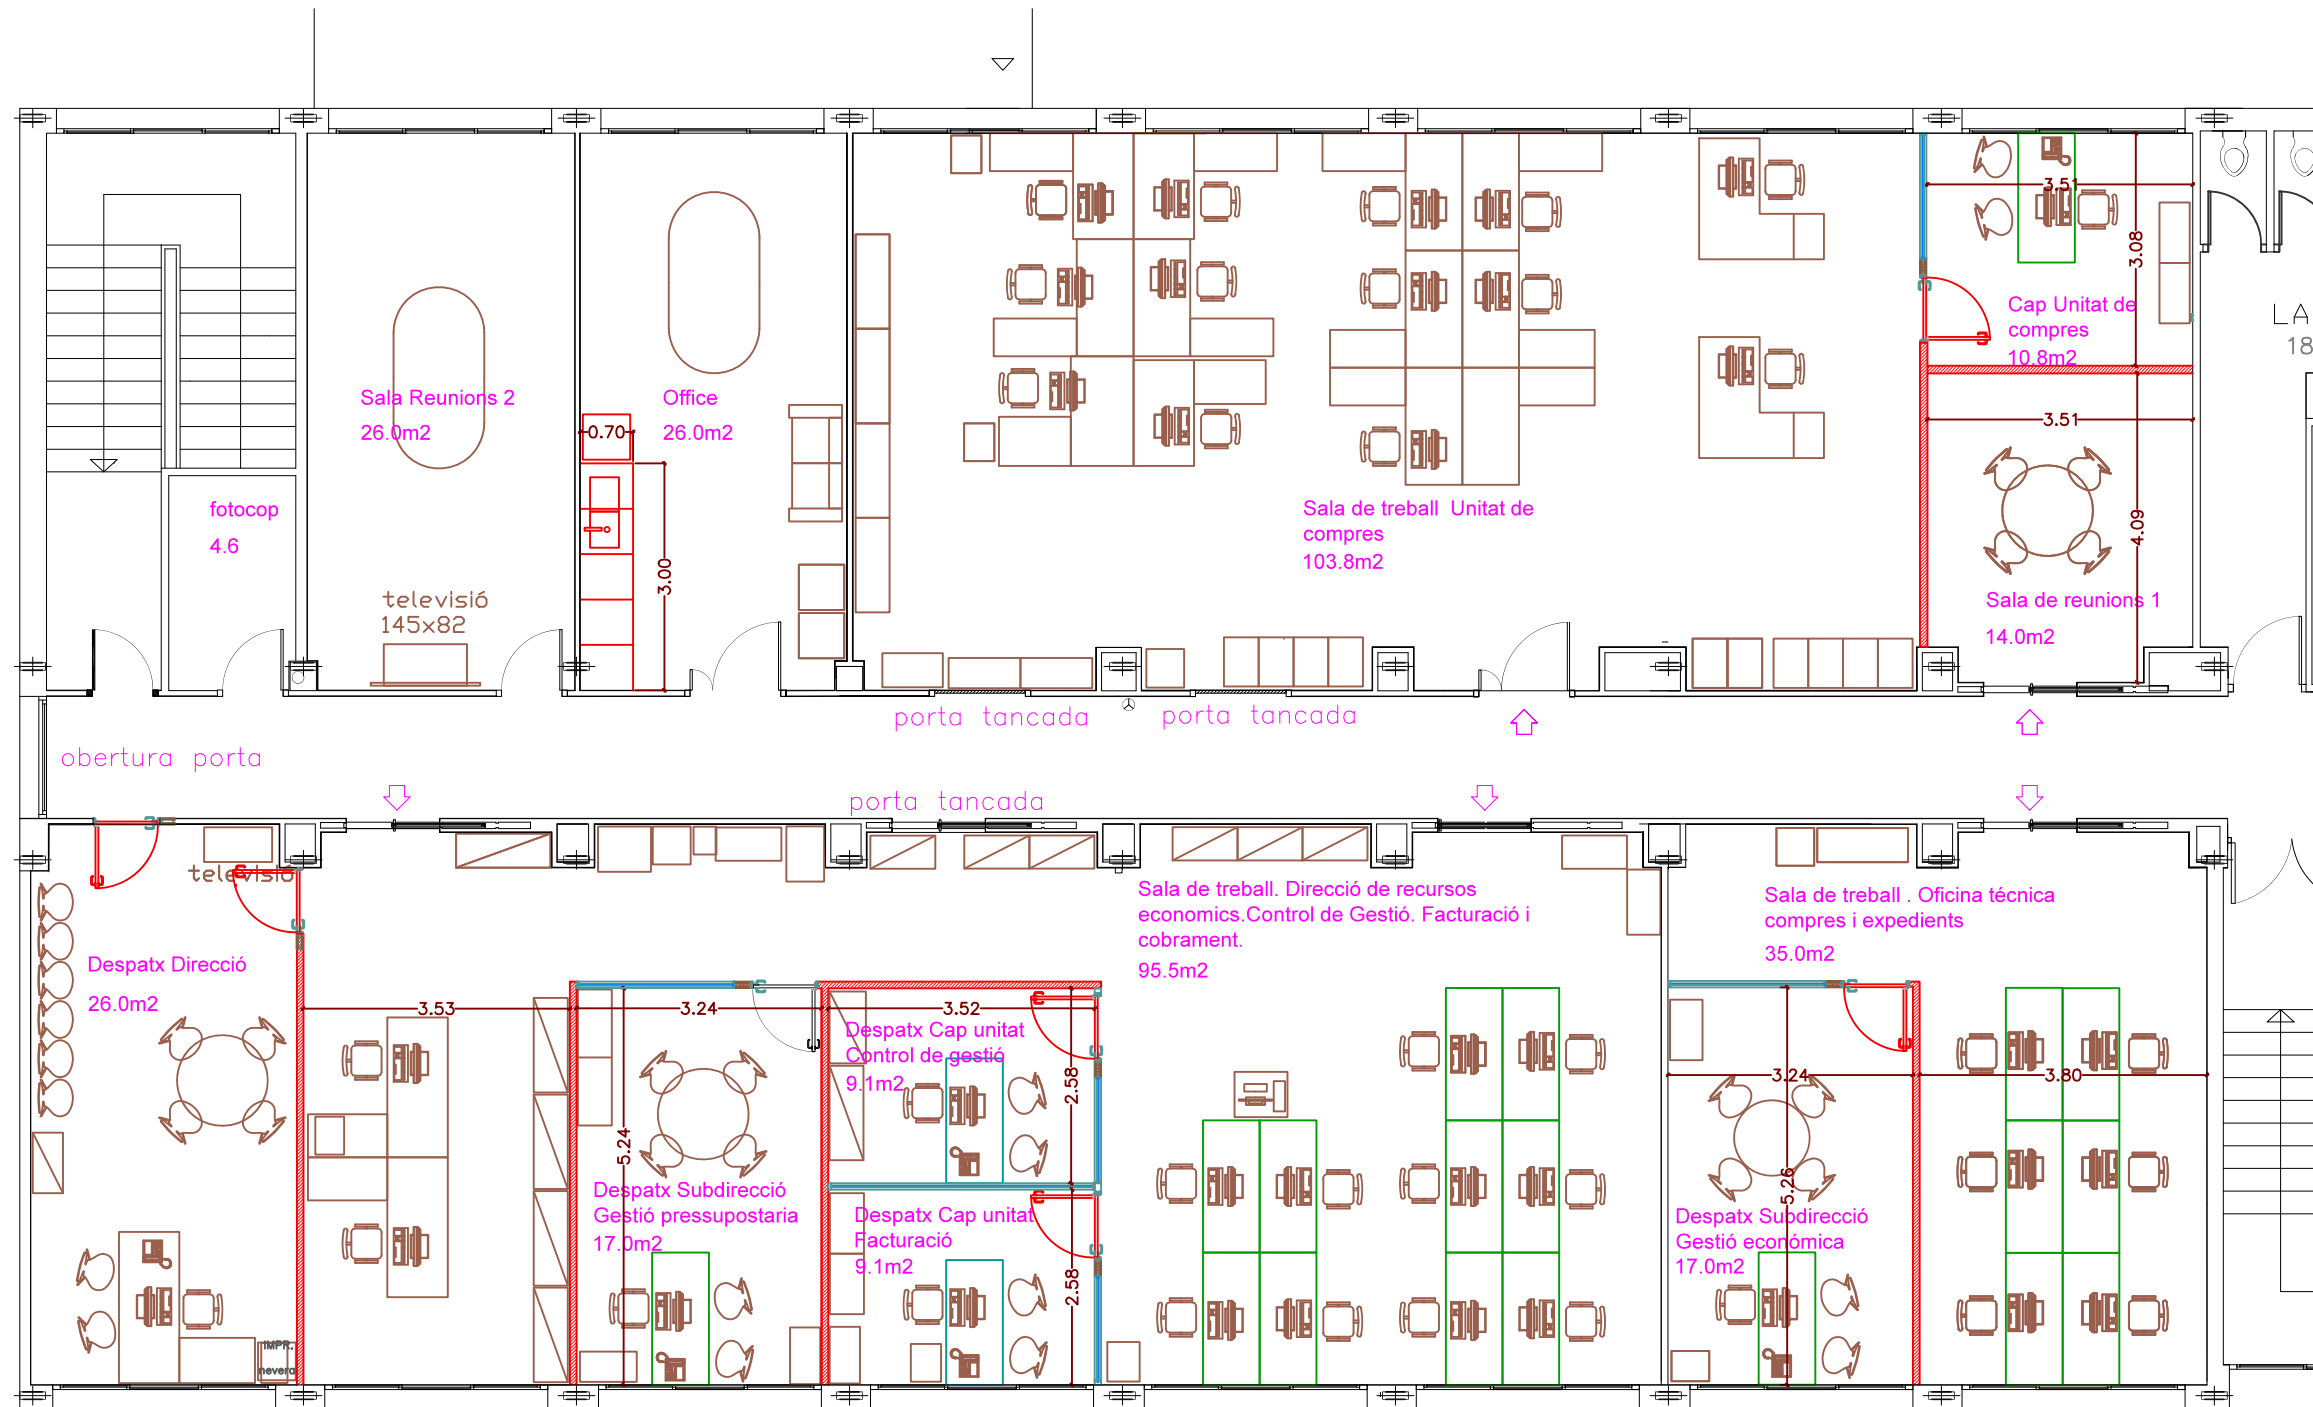 3.51
3.08
Cap Unitat de
compres
10.8m2
LA
18
Sala Reunions 2
26.0m2
Office
26.0m2
0.70
3.00
3.51
4.09
fotocop
4.6
Sala de treball  Unitat de
compres
103.8m2
televisió
145x82
Sala de reunions 1
14.0m2
porta tancada
porta tancada
obertura porta
porta tancada
televisió
Despatx Direcció
26.0m2
Sala de treball. Direcció de recursos
economics.Control de Gestió. Facturació i
cobrament.
95.5m2
Sala de treball . Oficina técnica
compres i expedients
35.0m2
3.53
3.24
3.52
Despatx Cap unitat
Control de gestió
9.1m2
2.58
3.24
3.80
5.24
5.26
Despatx Subdirecció
Gestió pressupostaria
17.0m2
Despatx Cap unitat
Facturació
9.1m2
2.58
Despatx Subdirecció
Gestió económica
17.0m2
IMPR.
nevera